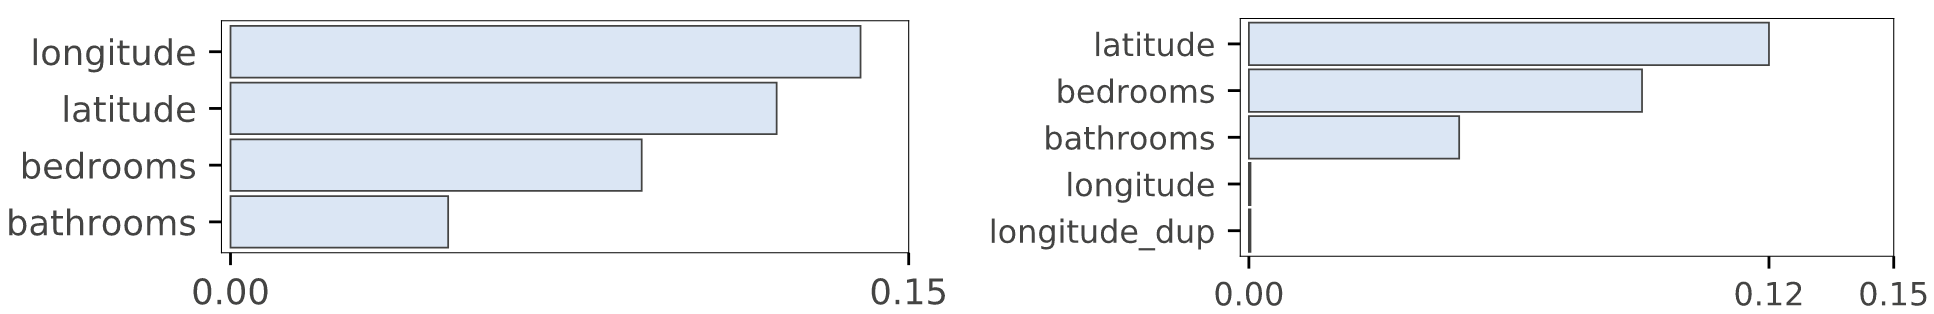 longitude
latitude
bedrooms
bathrooms
0.00 0.15
latitude
bedrooms
bathrooms
longitude
longitude_dup
0.00 0.12 0.15